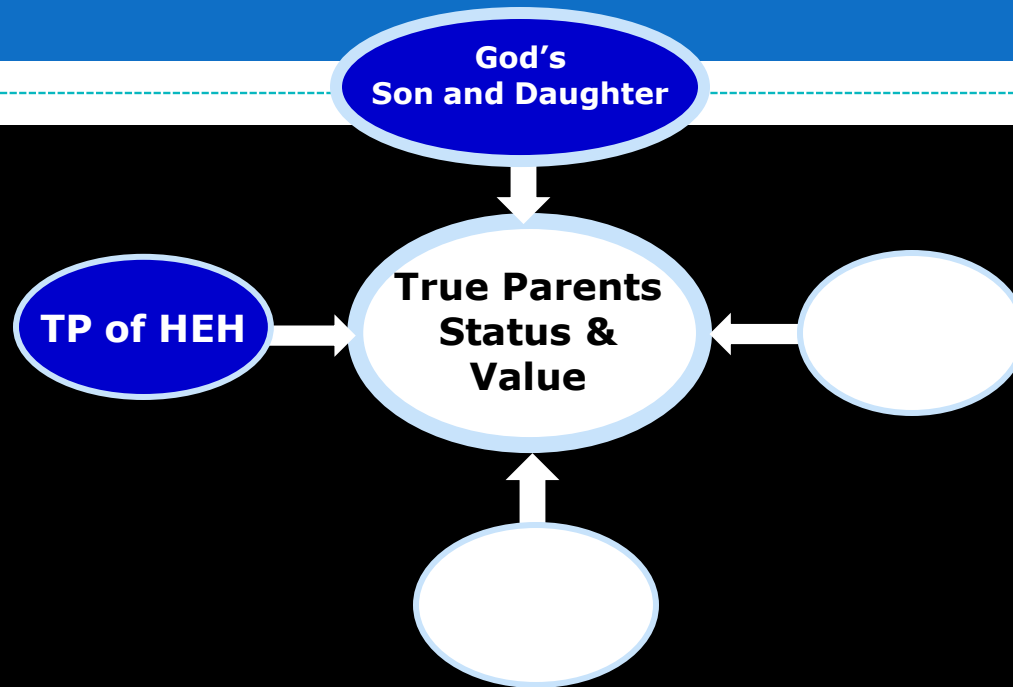 God’s
Son and Daughter
True Parents
Status &
Value
TP of HEH